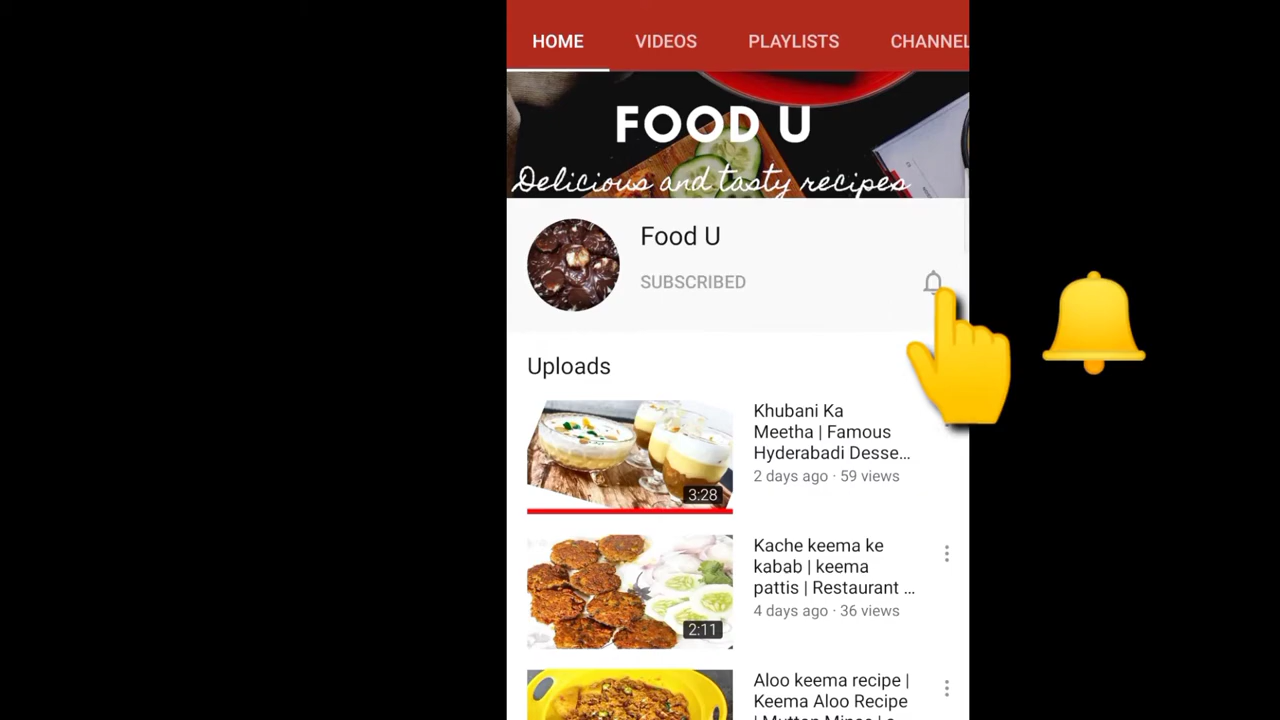 HOME VIDEOS PLAYLISTS CHANNEL
FOOD U
Delicious and tasty recipes
Food U
SUBSCRIBED
Uploads
Khubani Ka
Meetha | Famous
Hyderabadi Desse...
2 days ago · 59 views
3:28
Kache keema ke
kabab | keema
pattis | Restaurant ...
4 days ago · 36 views
2:11
Aloo keema recipe |
Keema Aloo Recipe